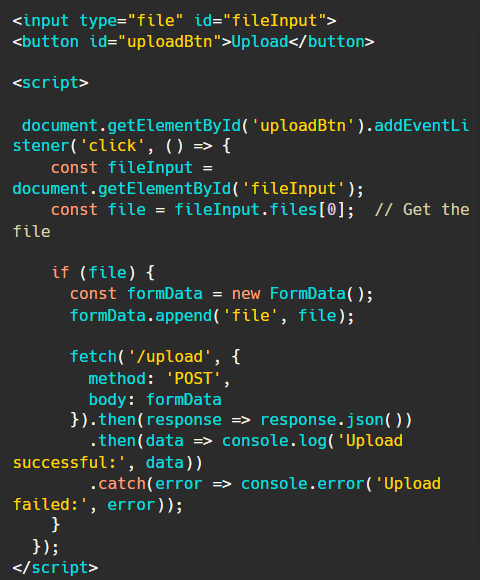 <input type="file" id="fileInput">
<button id="uploadBtn">Upload</button>

<script>

 document.getElementById('uploadBtn').addEventLi
stener('click', () => {
    const fileInput =
document.getElementById('fileInput');
    const file = fileInput.files[0];  // Get the
file

    if (file) {
      const formData = new FormData();
      formData.append('file', file);

      fetch('/upload', {
        method: 'POST',
        body: formData
      }).then(response => response.json())
        .then(data => console.log('Upload
successful:', data))
        .catch(error => console.error('Upload
failed:', error));
    }
  });
</script>